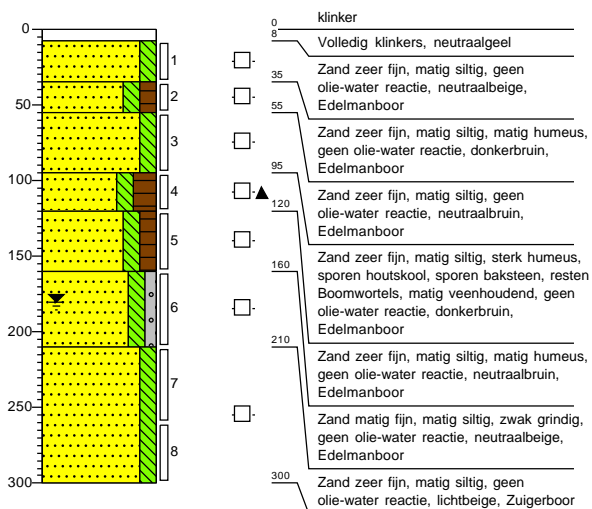 0
50
100
150
200
250
300
1
2
3
4
5
6
7
8
0
klinker
8
Volledig klinkers, neutraalgeel
35
Zand zeer fijn, matig siltig, geen
olie-water reactie, neutraalbeige,
Edelmanboor
55
Zand zeer fijn, matig siltig, matig humeus,
geen olie-water reactie, donkerbruin,
Edelmanboor
95
Zand zeer fijn, matig siltig, geen
olie-water reactie, neutraalbruin,
Edelmanboor
120
Zand zeer fijn, matig siltig, sterk humeus,
sporen houtskool, sporen baksteen, resten
Boomwortels, matig veenhoudend, geen
olie-water reactie, donkerbruin,
Edelmanboor
160
Zand zeer fijn, matig siltig, matig humeus,
geen olie-water reactie, neutraalbruin,
Edelmanboor
210
Zand matig fijn, matig siltig, zwak grindig,
geen olie-water reactie, neutraalbeige,
Edelmanboor
300
Zand zeer fijn, matig siltig, geen
olie-water reactie, lichtbeige, Zuigerboor